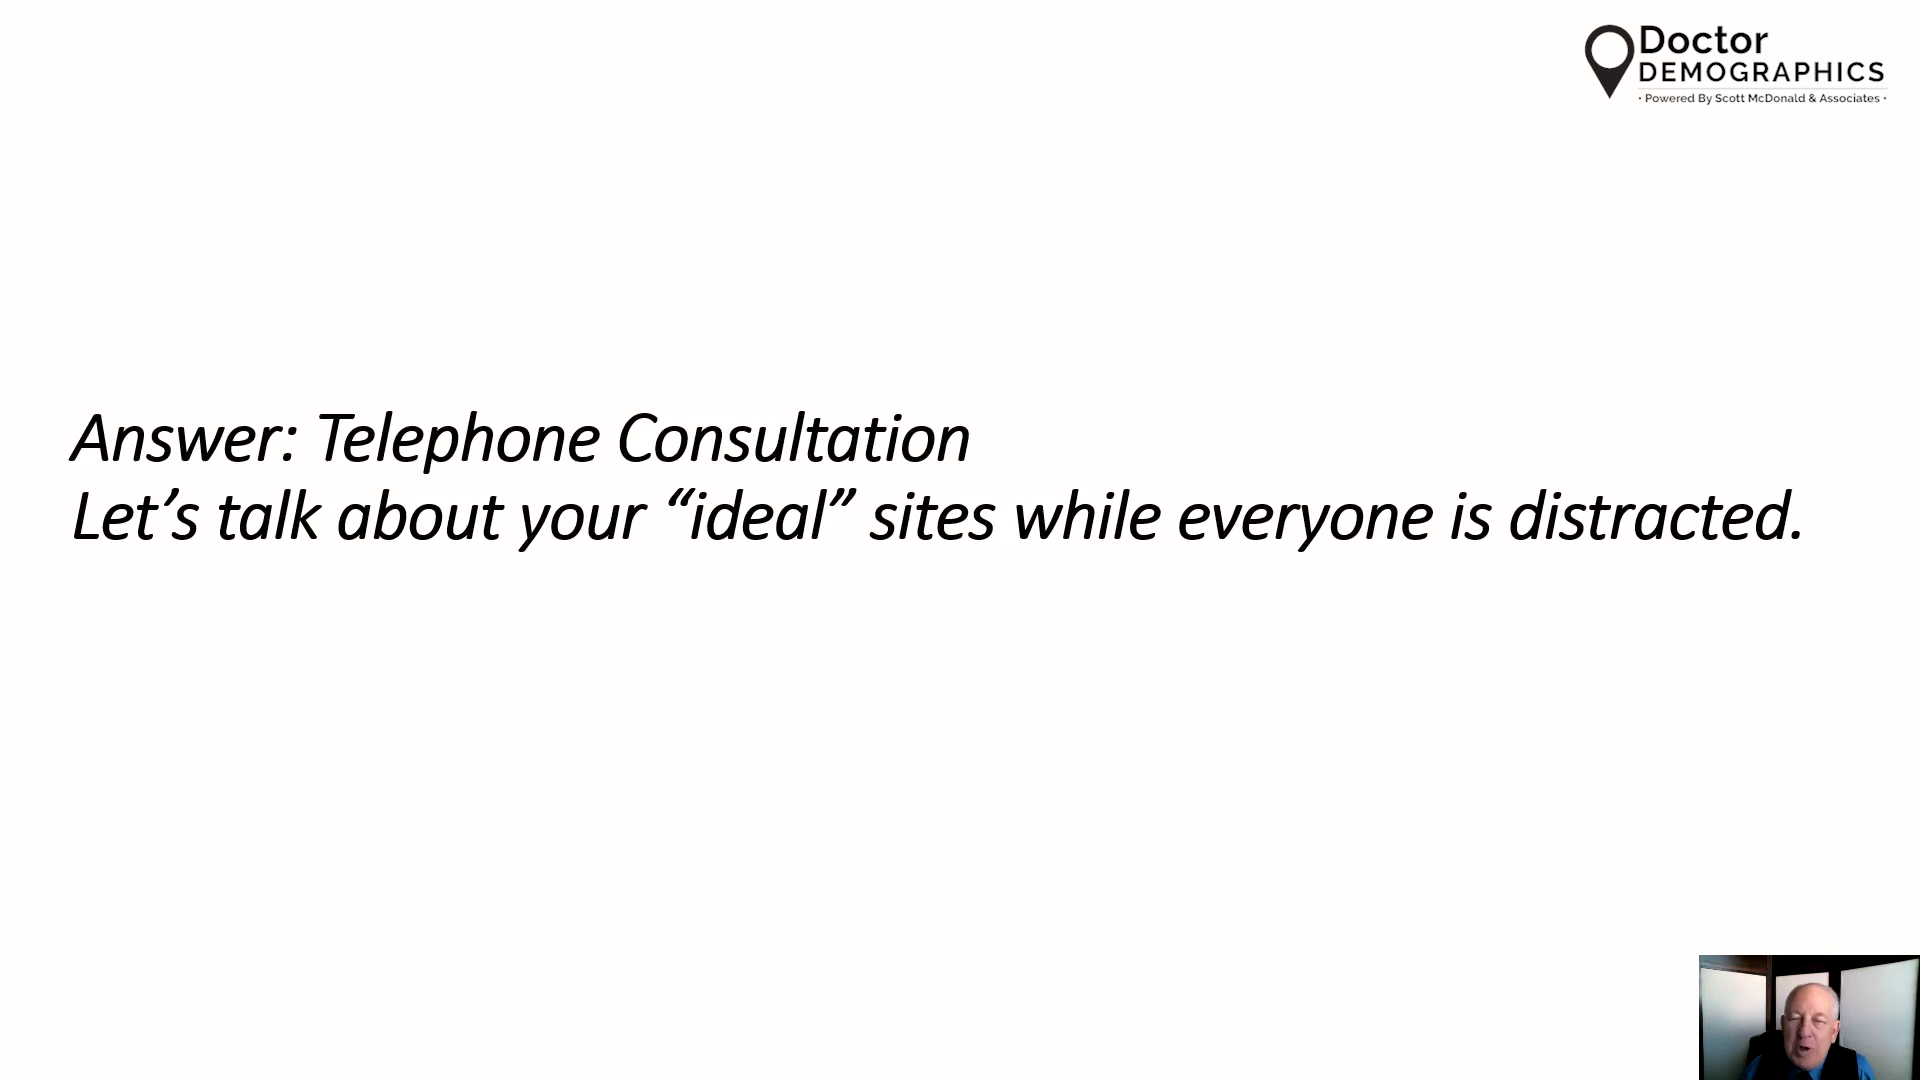 Doctor
DEMOGRAPHICS
• Powered By Scott McDonald & Associates •
Answer: Telephone Consultation
Let’s talk about your “ideal” sites while everyone is distracted.